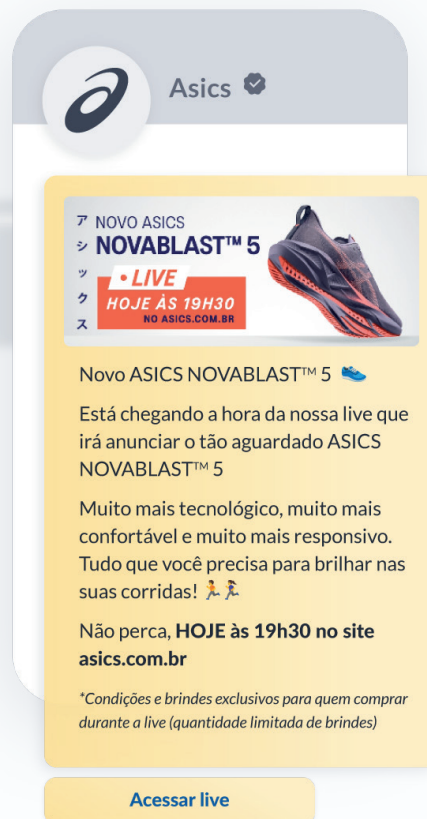 Asics
アシックス
NOVO ASICS
NOVABLAST™ 5
• LIVE
HOJE ÀS 19H30
NO ASICS.COM.BR
Novo ASICS NOVABLAST™ 5 👟
Está chegando a hora da nossa live que
irá anunciar o tão aguardado ASICS
NOVABLAST™ 5
Muito mais tecnológico, muito mais
confortável e muito mais responsivo.
Tudo que você precisa para brilhar nas
suas corridas! 🏃🏃‍♀️
Não perca, HOJE às 19h30 no site
asics.com.br
*Condições e brindes exclusivos para quem comprar
durante a live (quantidade limitada de brindes)
Acessar live